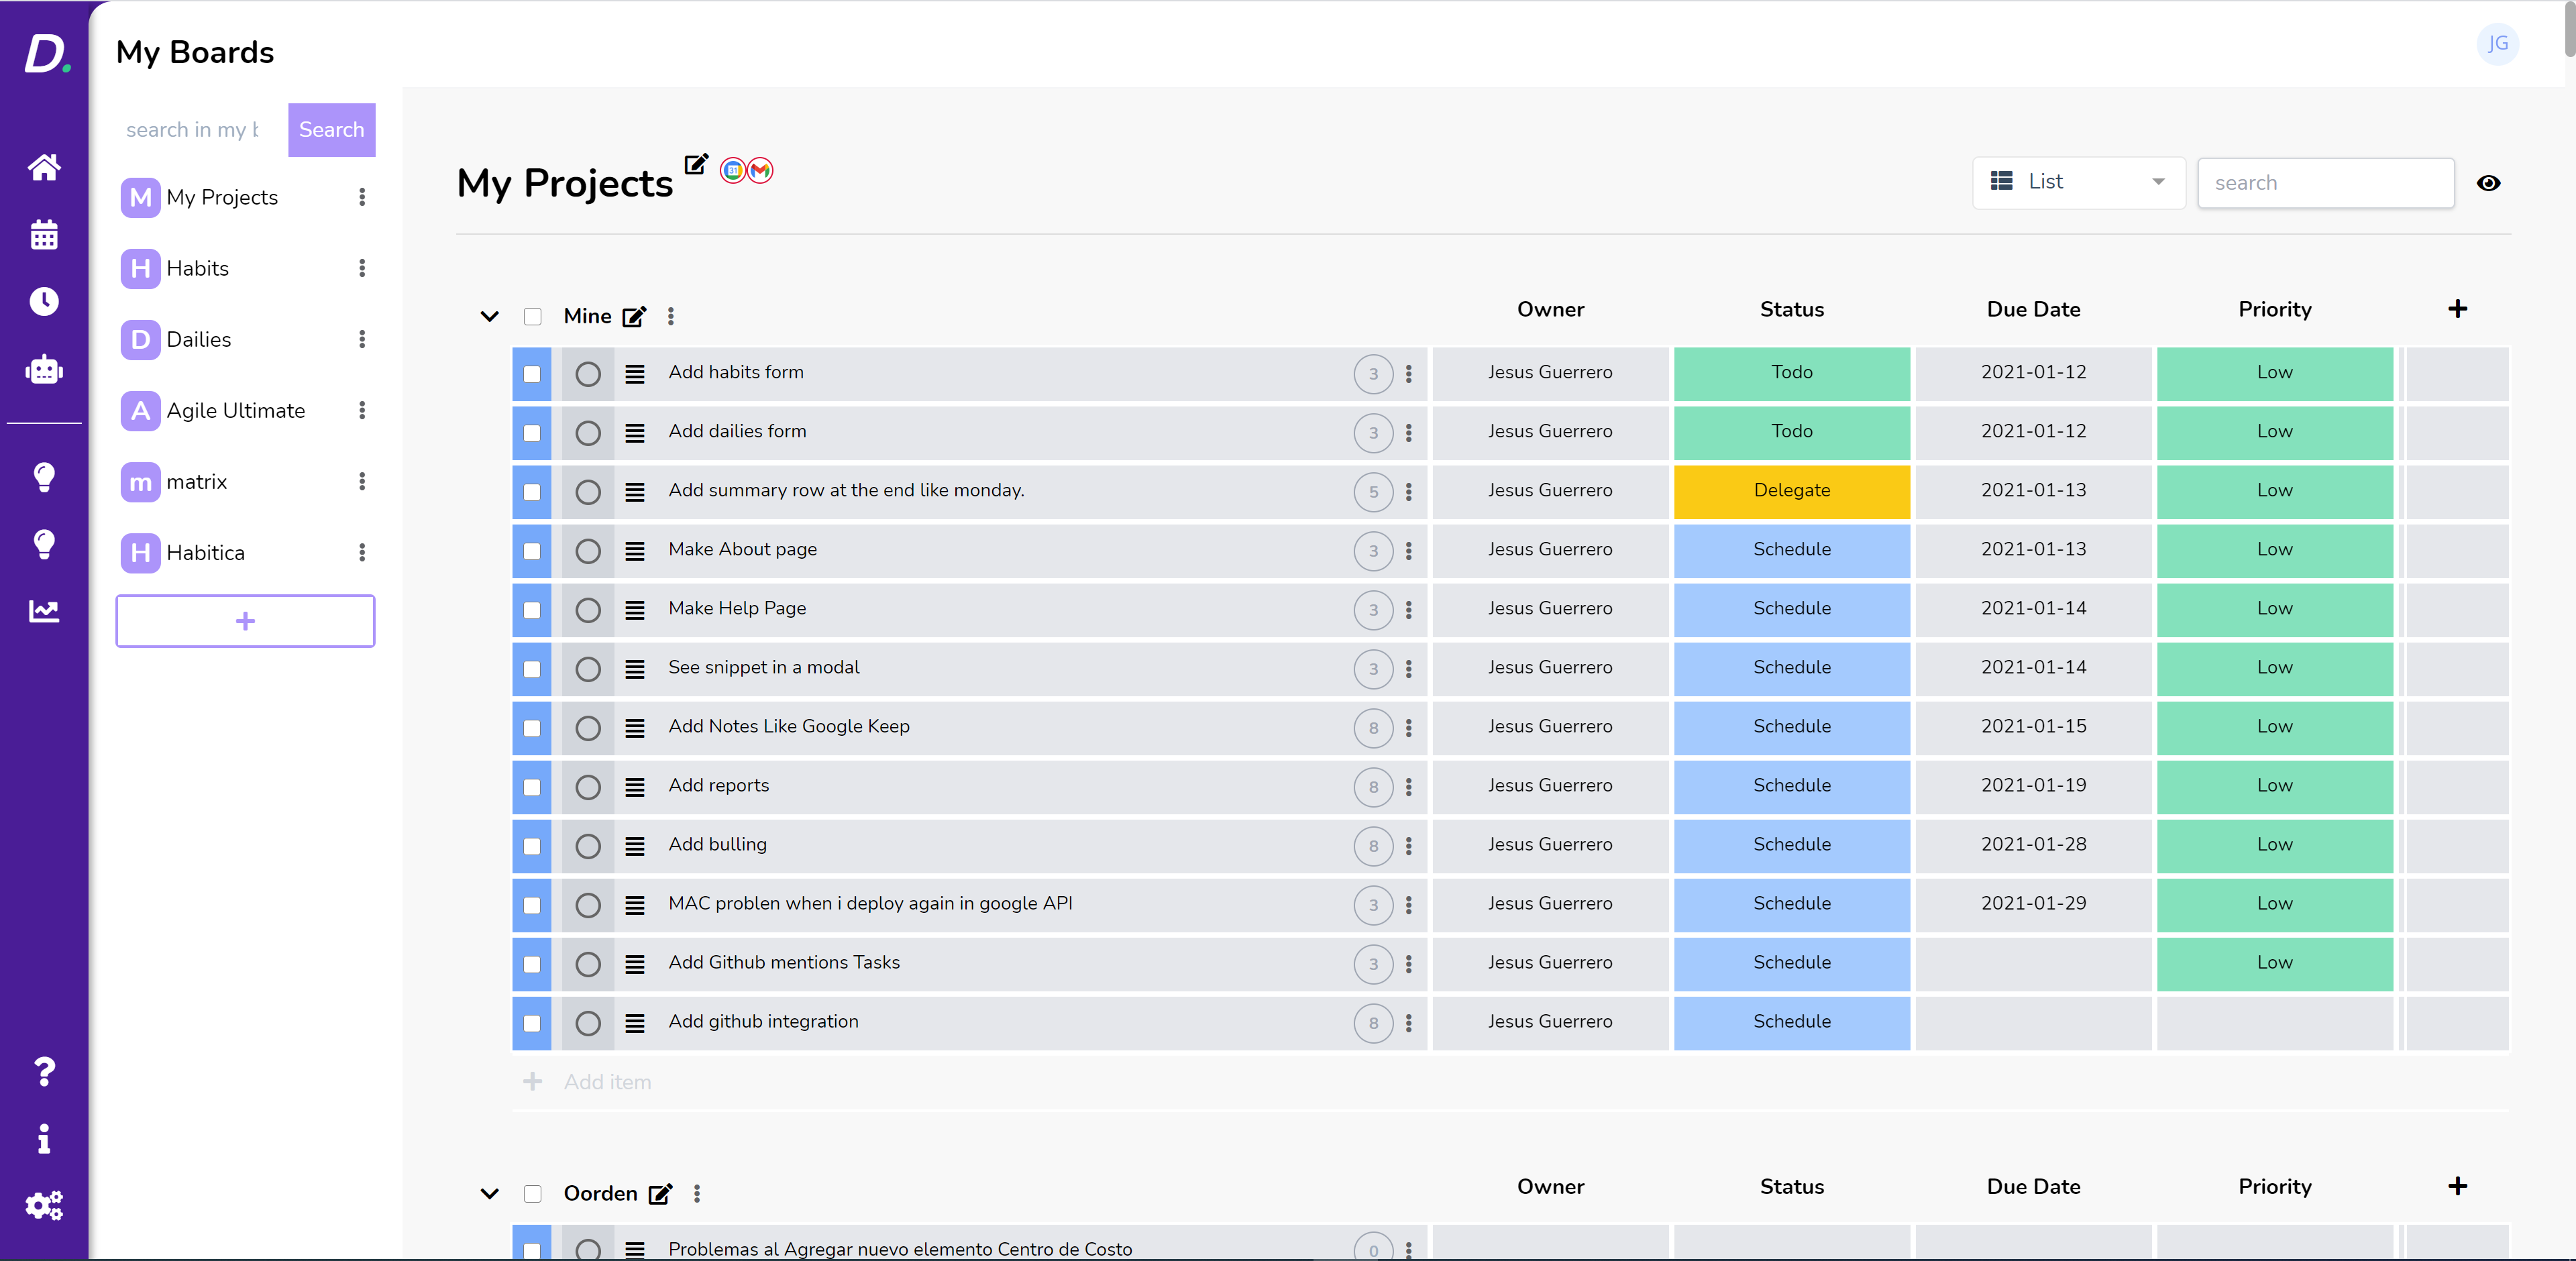 D.
My Boards
JG
search in my b
Search
M My Projects
H Habits
D Dailies
A Agile Ultimate
m matrix
H Habitica
+
My Projects
31
List
search
Mine Owner Status Due Date Priority +
Add habits form 3 Jesus Guerrero Todo 2021-01-12 Low
Add dailies form 3 Jesus Guerrero Todo 2021-01-12 Low
Add summary row at the end like monday. 5 Jesus Guerrero Delegate 2021-01-13 Low
Make About page 3 Jesus Guerrero Schedule 2021-01-13 Low
Make Help Page 3 Jesus Guerrero Schedule 2021-01-14 Low
See snippet in a modal 3 Jesus Guerrero Schedule 2021-01-14 Low
Add Notes Like Google Keep 8 Jesus Guerrero Schedule 2021-01-15 Low
Add reports 8 Jesus Guerrero Schedule 2021-01-19 Low
Add bulling 8 Jesus Guerrero Schedule 2021-01-28 Low
MAC problen when i deploy again in google API 3 Jesus Guerrero Schedule 2021-01-29 Low
Add Github mentions Tasks 3 Jesus Guerrero Schedule Low
Add github integration 8 Jesus Guerrero Schedule
+ Add item
Oorden Owner Status Due Date Priority +
Problemas al Agregar nuevo elemento Centro de Costo 0